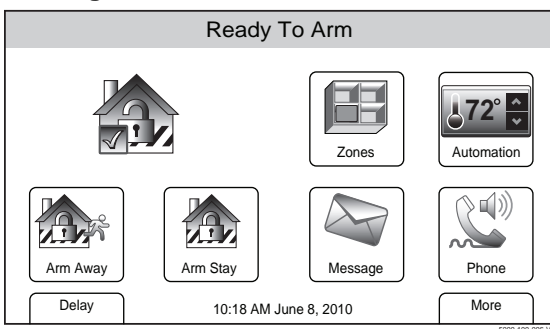 Ready To Arm
72°
Zones
Automation
Arm Away
Arm Stay
Message
Phone
Delay
10:18 AM June 8, 2010
More